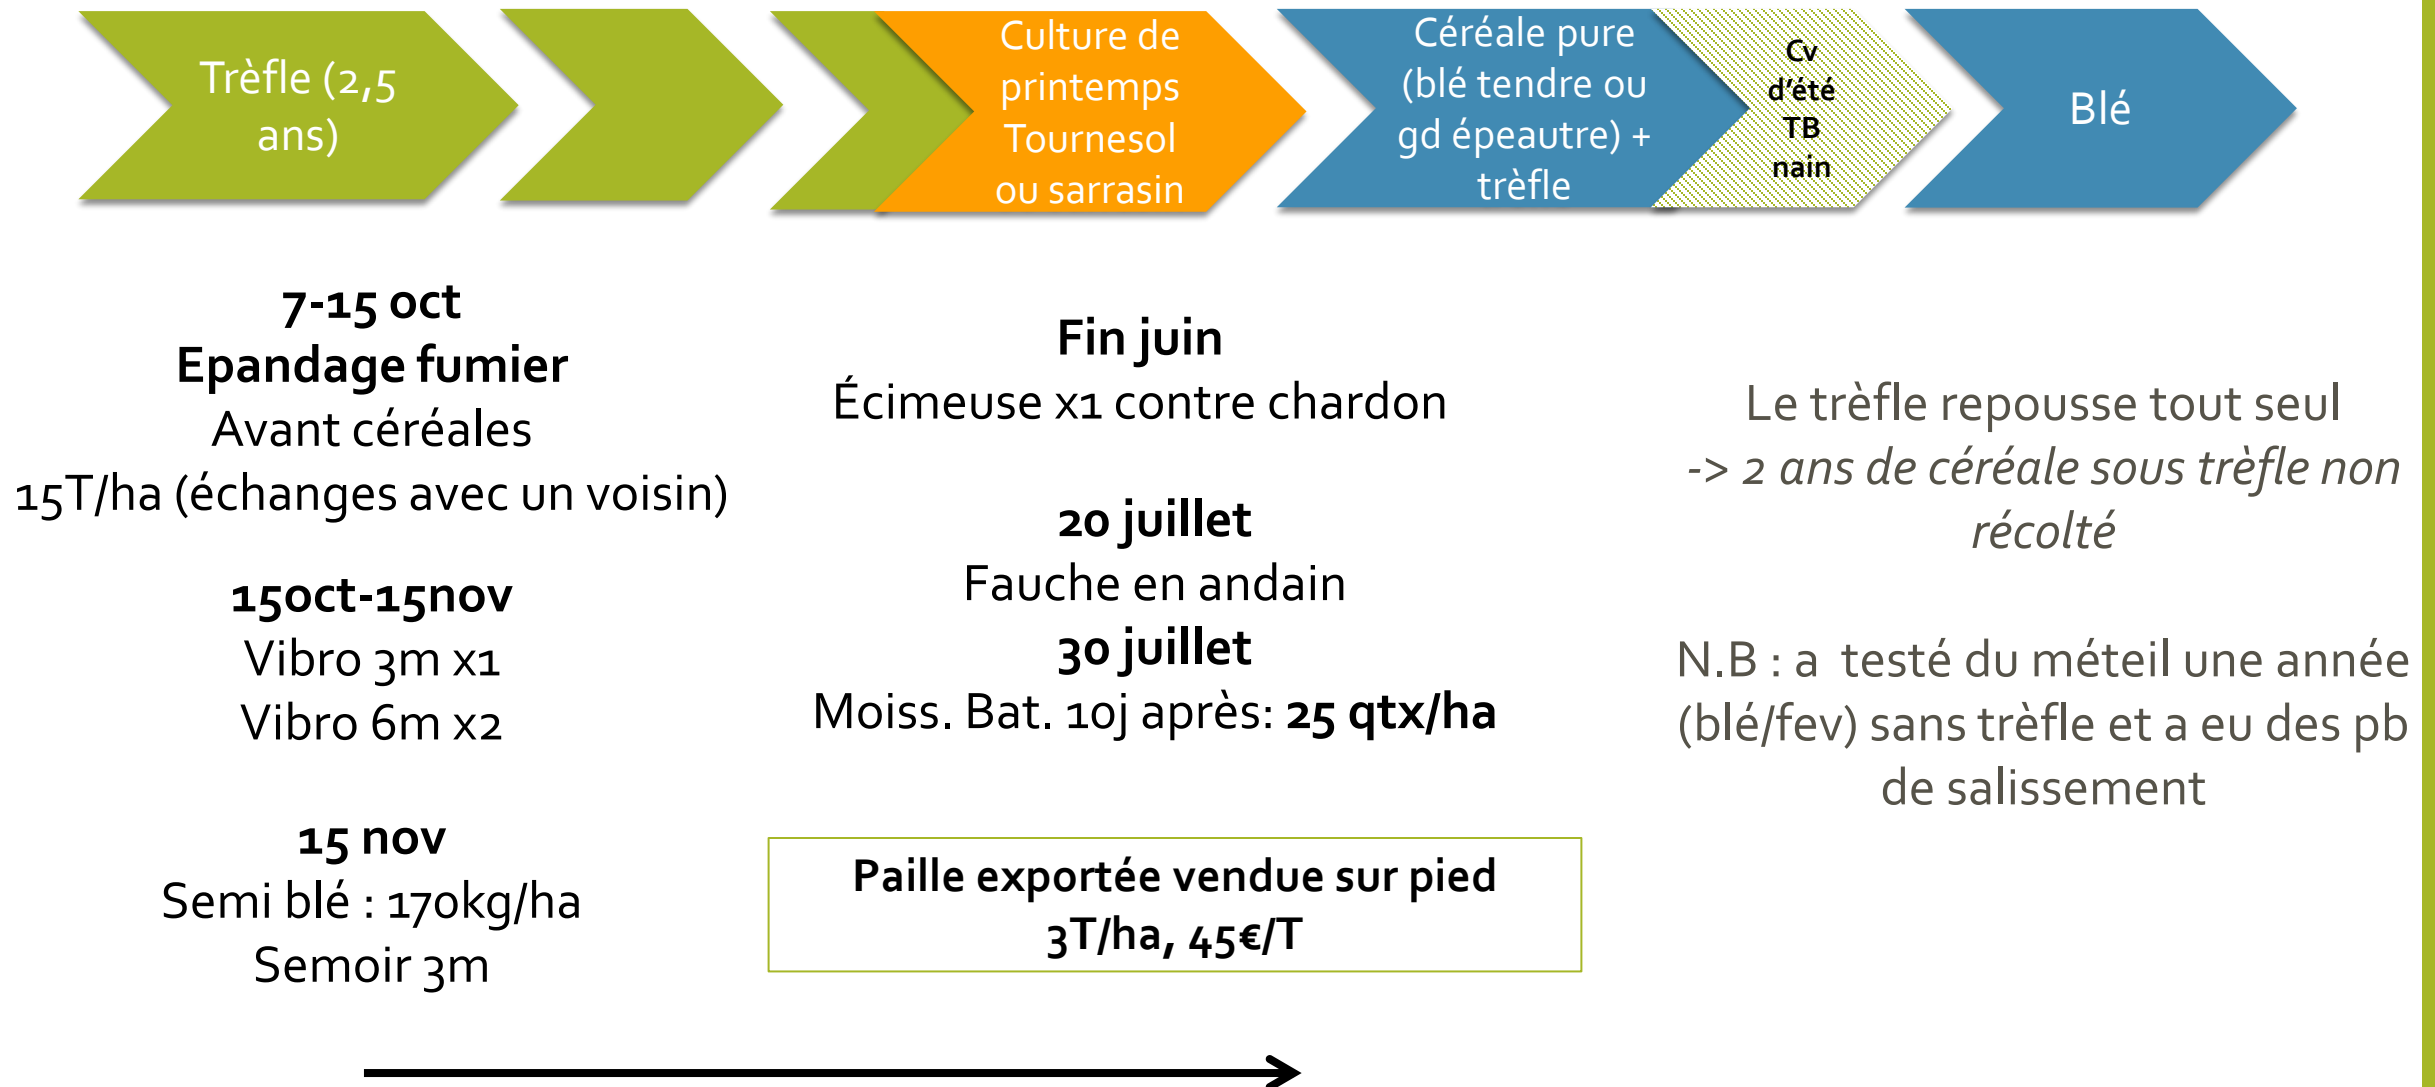 Trèfle (2,5
ans)
Culture de
printemps
Tournesol
ou sarrasin
Céréale pure
(blé tendre ou
gd épeautre) +
trèfle
Cv
d'été
TB
nain
Blé
7-15 oct
Epandage fumier
Avant céréales
15T/ha (échanges avec un voisin)
15oct-15nov
Vibro 3m x1
Vibro 6m x2
15 nov
Semi blé : 170kg/ha
Semoir 3m
Fin juin
Écimeuse x1 contre chardon
20 juillet
Fauche en andain
30 juillet
Moiss. Bat. 10j après: 25 qtx/ha
Paille exportée vendue sur pied
3T/ha, 45€/T
Le trèfle repousse tout seul
-> 2 ans de céréale sous trèfle non
récolté
N.B : a testé du méteil une année
(blé/fev) sans trèfle et a eu des pb
de salissement